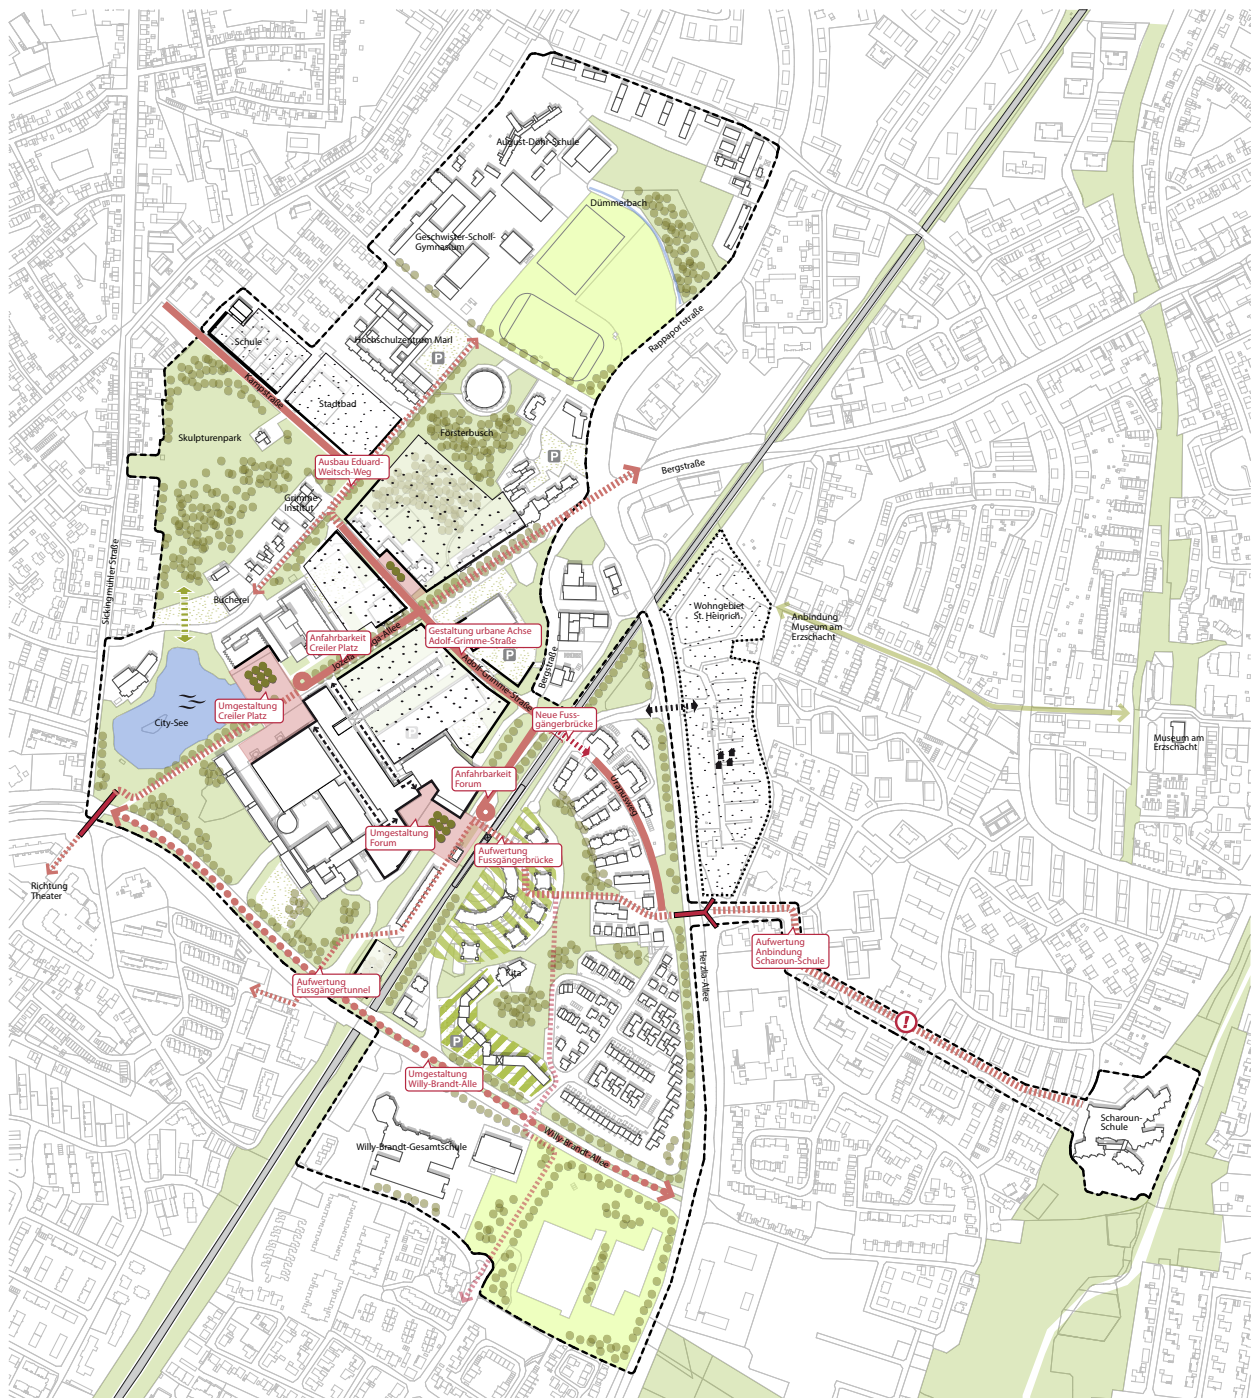 August-Döhr-Schule
Dümmerbach
Geschwister-Scholl-
Gymnasium
Rappaportstraße
Schule
Hochschulzentrum Marl
P
Kampstraße
Stadtbad
Skulpturenpark
Försterbusch
P
Ausbau Eduard-
Weitsch-Weg
Bergstraße
Grimme
Institut
Sickingmühler Straße
Bücherei
Wohngebiet
St. Heinrich
Anbindung
Museum am
Erzschacht
Anfahrbarkeit
Creiler Platz
Gestaltung urbane Achse
Adolf-Grimme-Straße
P
Adolf-Grimme-Straße
Bergstraße
Umgestaltung
Creiler Platz
City-See
Neue Fuss-
gängerbrücke
Museum am
Erzschacht
Anfahrbarkeit
Forum
Uranusweg
Umgestaltung
Forum
Aufwertung
Fussgängerbrücke
Richtung
Theater
Aufwertung
Anbindung
Scharoun-Schule
Herzlia-Allee
Kita
Aufwertung
Fussgängertunnel
!
P
Umgestaltung
Willy-Brandt-Alle
Scharoun-
Schule
Willy-Brandt-Gesamtschule
Willy-Brandt-Allee